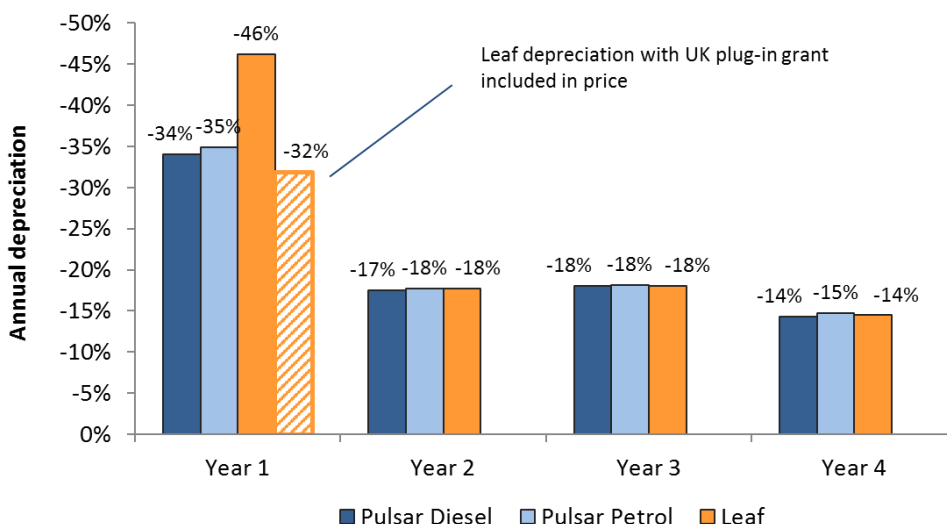 -50%
-45%
-40%
-35%
-30%
-25%
-20%
-15%
-10%
-5%
0%
Annual depreciation
-34%
-35%
-46%
-32%
Leaf depreciation with UK plug-in grant
included in price
-17%
-18%
-18%
-18%
-18%
-18%
-14%
-15%
-14%
Year 1
Year 2
Year 3
Year 4
Pulsar Diesel
Pulsar Petrol
Leaf